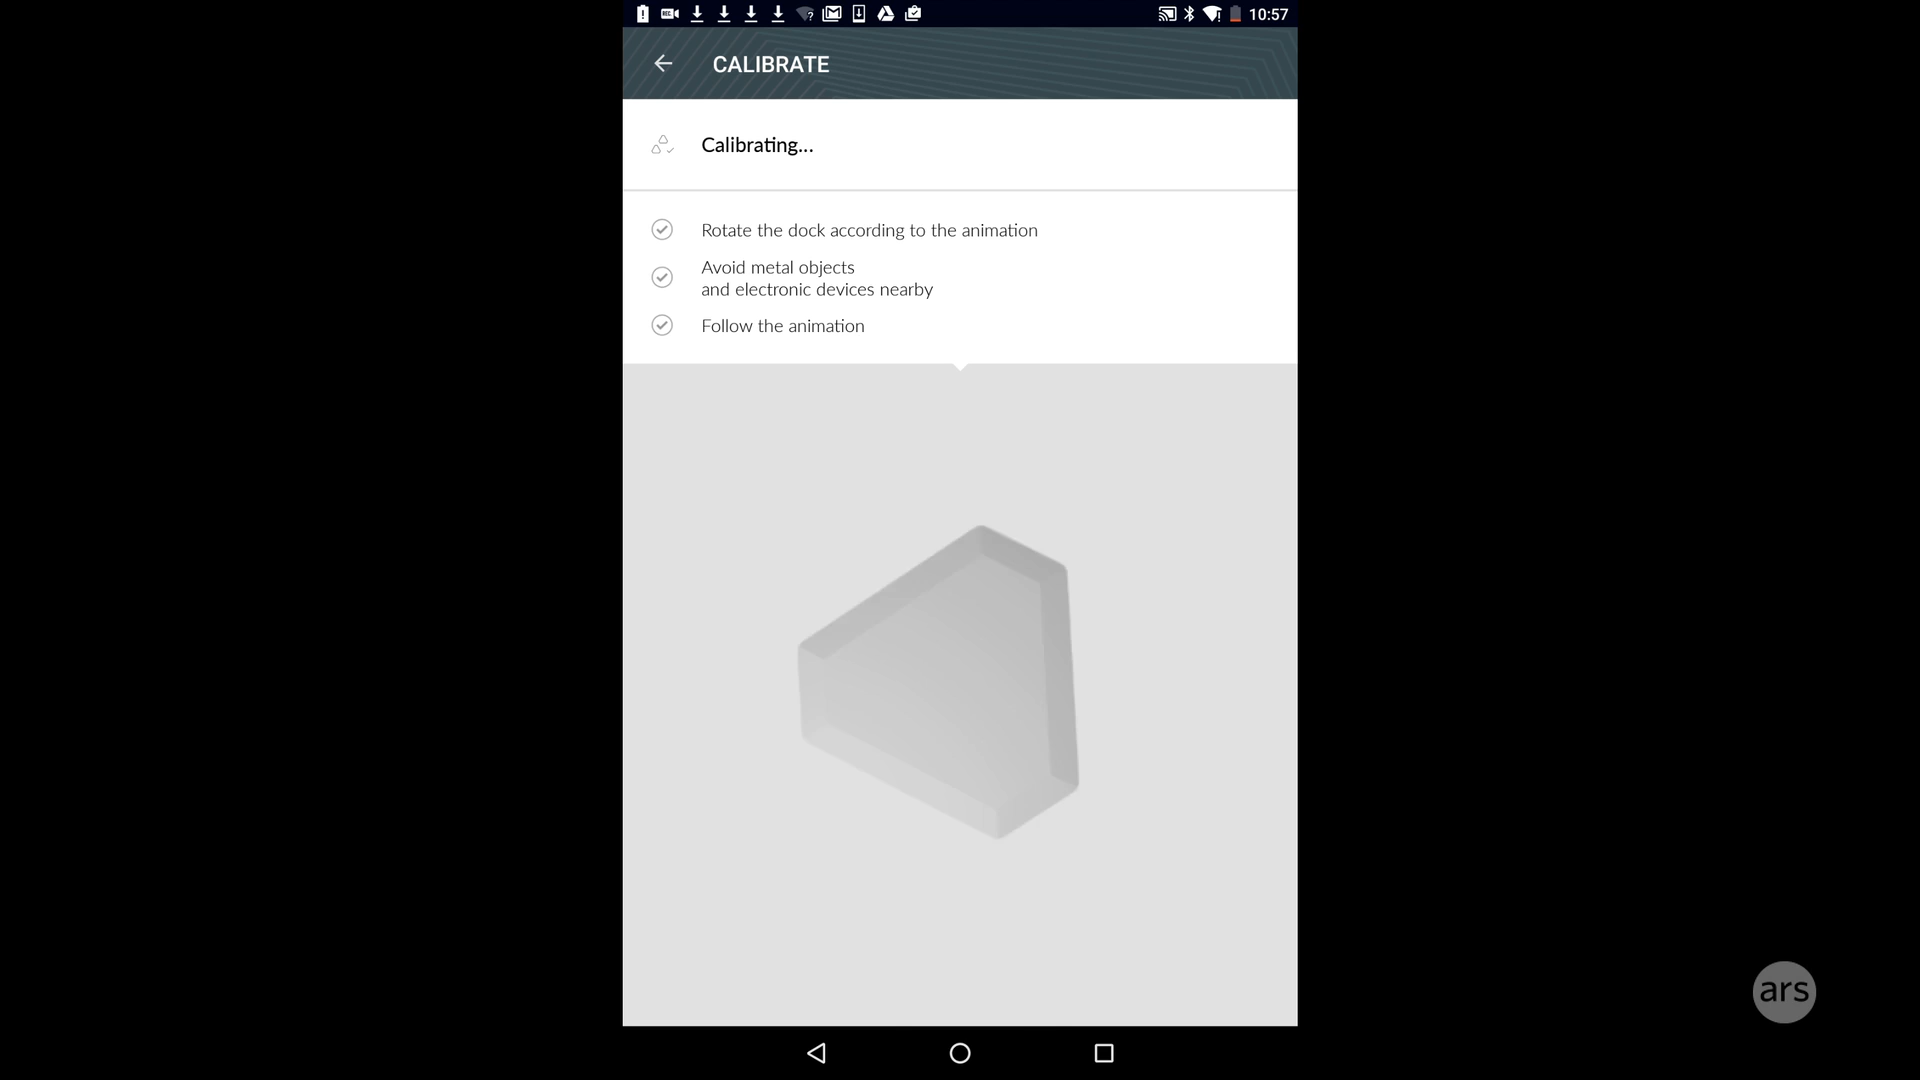 10:57
CALIBRATE
Calibrating...
Rotate the dock according to the animation
Avoid metal objects
and electronic devices nearby
Follow the animation
ars